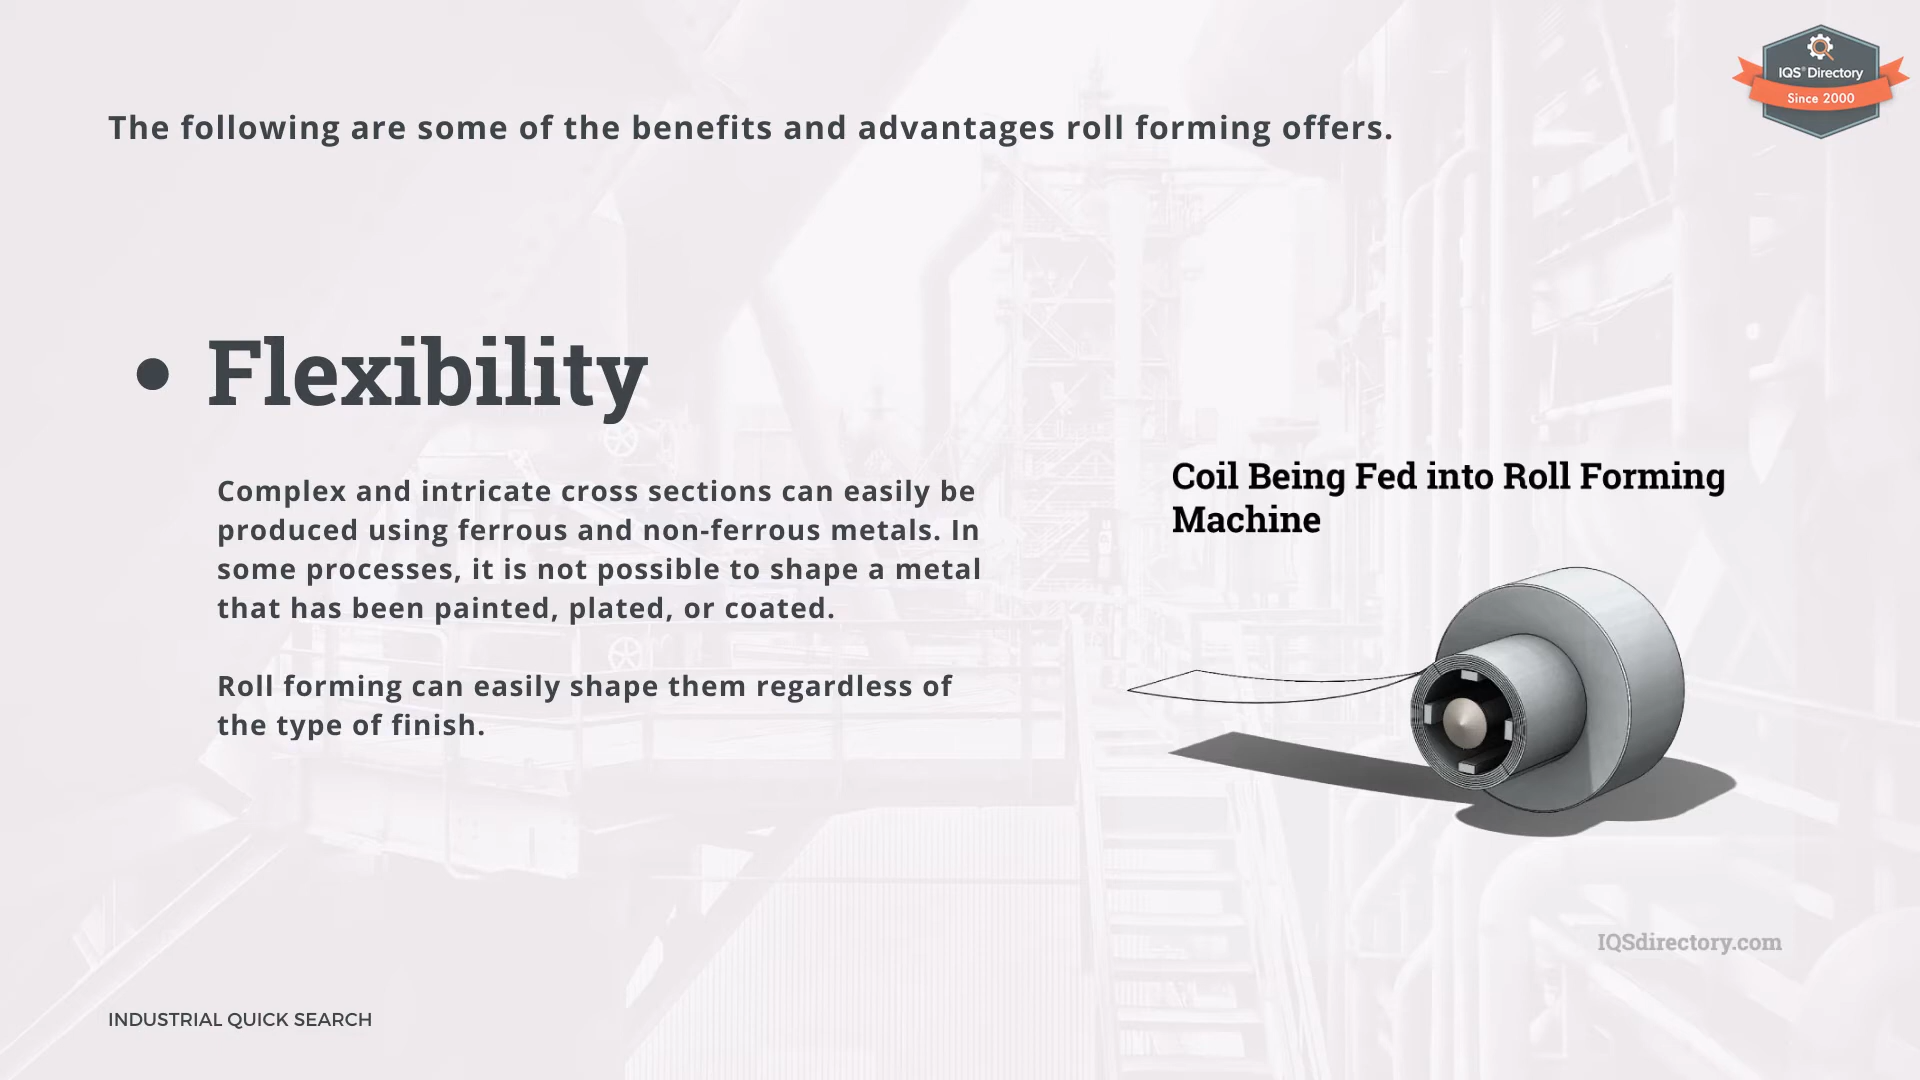 IQS® Directory
Since 2000
The following are some of the benefits and advantages roll forming offers.
• Flexibility
Complex and intricate cross sections can easily be
produced using ferrous and non-ferrous metals. In
some processes, it is not possible to shape a metal
that has been painted, plated, or coated.
Roll forming can easily shape them regardless of
the type of finish.
Coil Being Fed into Roll Forming
Machine
IQSdirectory.com
INDUSTRIAL QUICK SEARCH